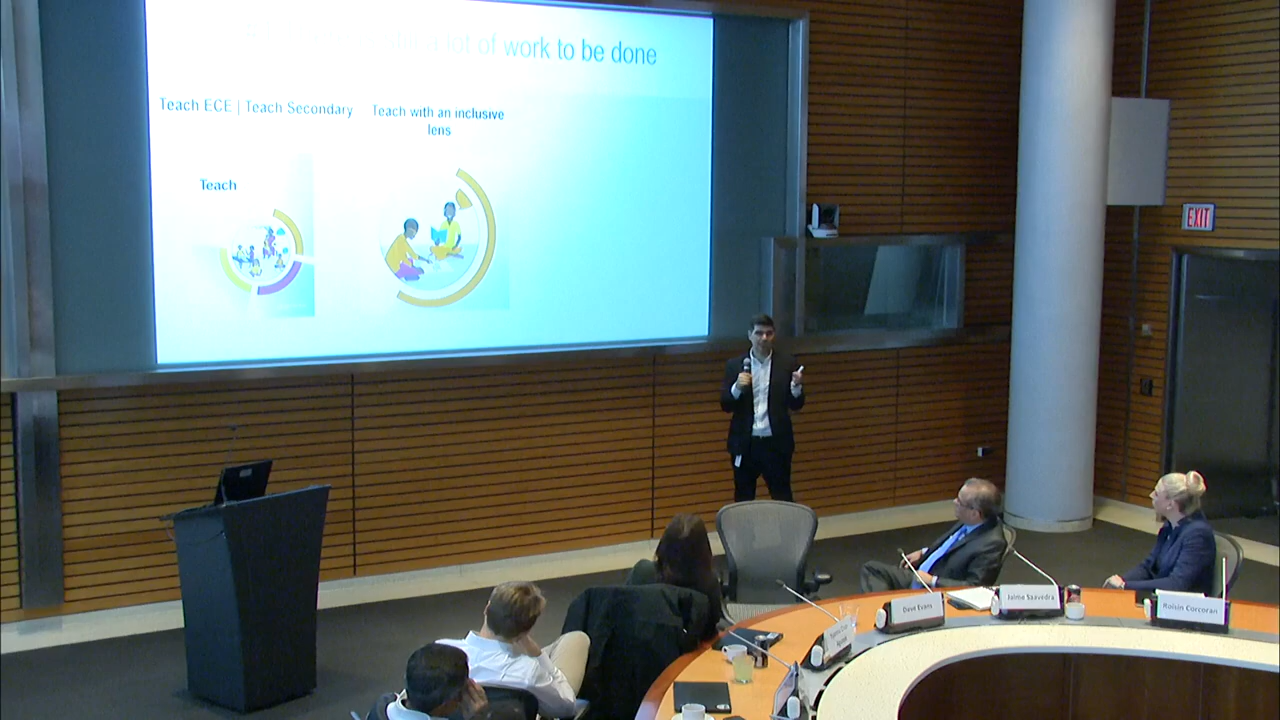 lot of work to be done
Teach ECE | Teach Secondary
Teach with an inclusive
lens
Teach
EXIT
Dave Evans
Jaime Saavedra
Roisin Corcoran